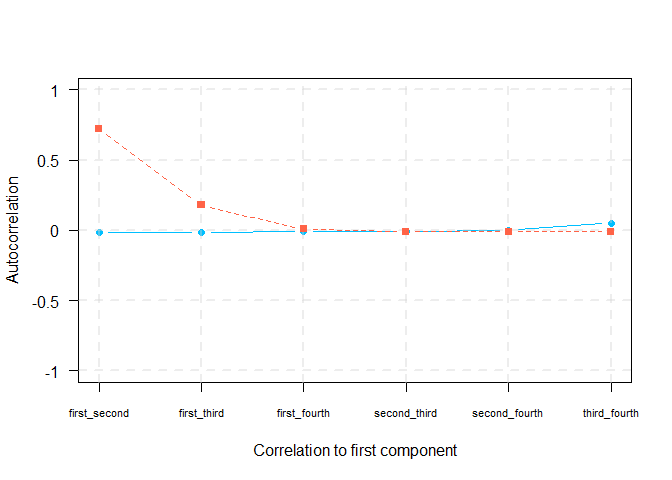 1
0.5
0
-0.5
-1
Autocorrelation
first_second first_third first_fourth second_third second_fourth third_fourth
Correlation to first component